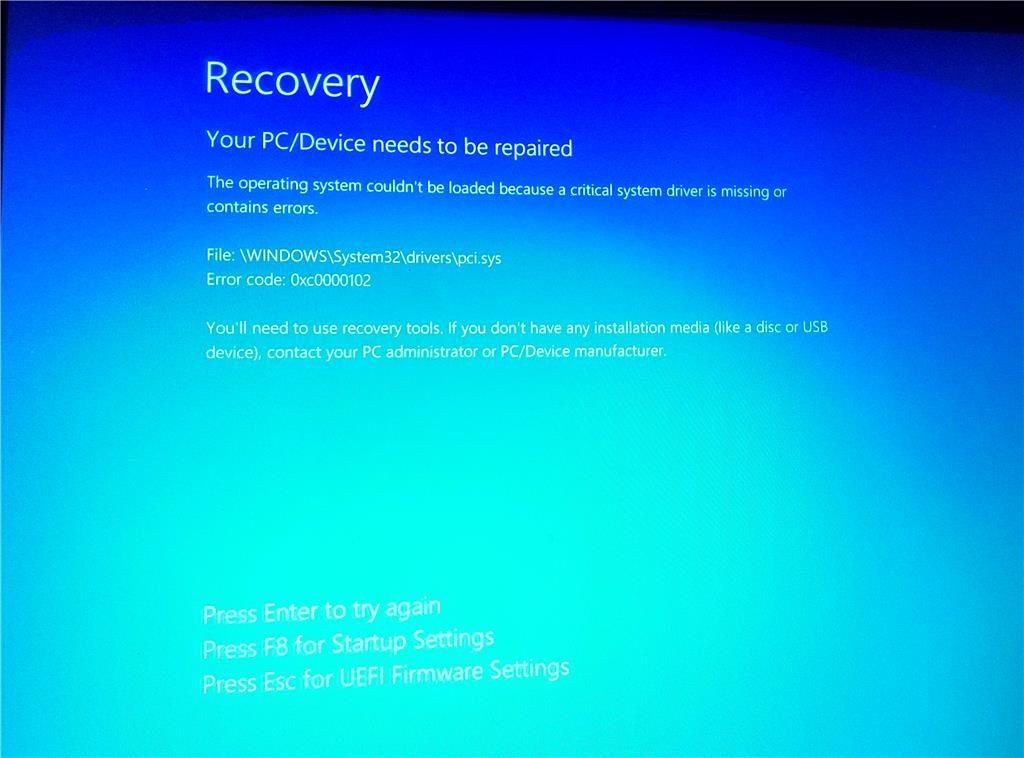 Recovery
Your PC/Device needs to be repaired
The operating system couldn't be loaded because a critical system driver is missing or
contains errors.
File: \WINDOWS\System32\drivers\pci.sys
Error code: 0xc0000102
You'll need to use recovery tools. If you don't have any installation media (like a disc or USB
device), contact your PC administrator or PC/Device manufacturer.
Press Enter to try again
Press F8 for Startup Settings
Press Esc for UEFI Firmware Settings